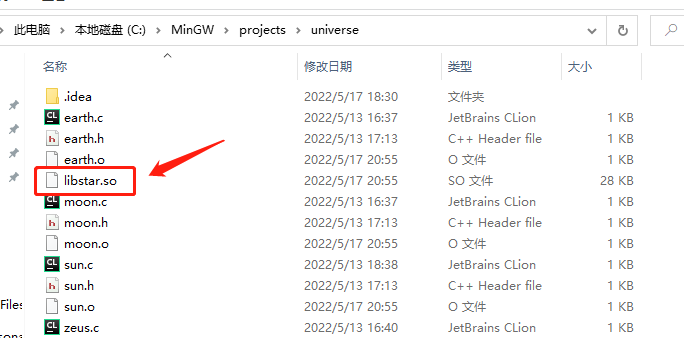 此电脑 > 本地磁盘 (C:) > MinGW > projects > universe
名称 修改日期 类型 大小
.idea 2022/5/17 18:30 文件夹
earth.c 2022/5/13 16:37 JetBrains CLion 1 KB
earth.h 2022/5/13 17:13 C++ Header file 1 KB
earth.o 2022/5/17 20:55 O 文件 1 KB
libstar.so 2022/5/17 20:55 SO 文件 28 KB
moon.c 2022/5/13 16:37 JetBrains CLion 1 KB
moon.h 2022/5/13 17:13 C++ Header file 1 KB
moon.o 2022/5/17 20:55 O 文件 1 KB
sun.c 2022/5/13 18:38 JetBrains CLion 1 KB
sun.h 2022/5/13 17:13 C++ Header file 1 KB
Files
sun.o 2022/5/17 20:55 O 文件 1 KB
zeus.c 2022/5/13 16:40 JetBrains CLion 1 KB